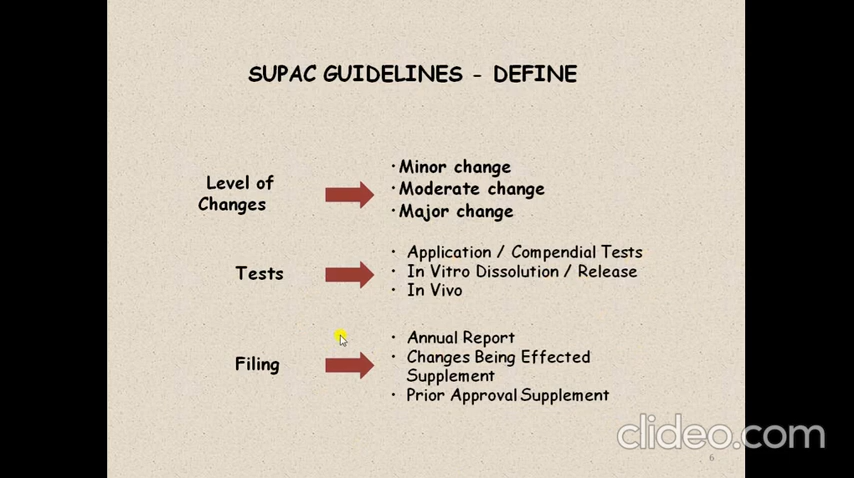 SUPAC GUIDELINES - DEFINE
Level of
Changes
• Minor change
• Moderate change
• Major change
Tests
• Application / Compendial Tests
• In Vitro Dissolution / Release
• In Vivo
Filing
• Annual Report
• Changes Being Effected
Supplement
• Prior Approval Supplement
clideo.com
6